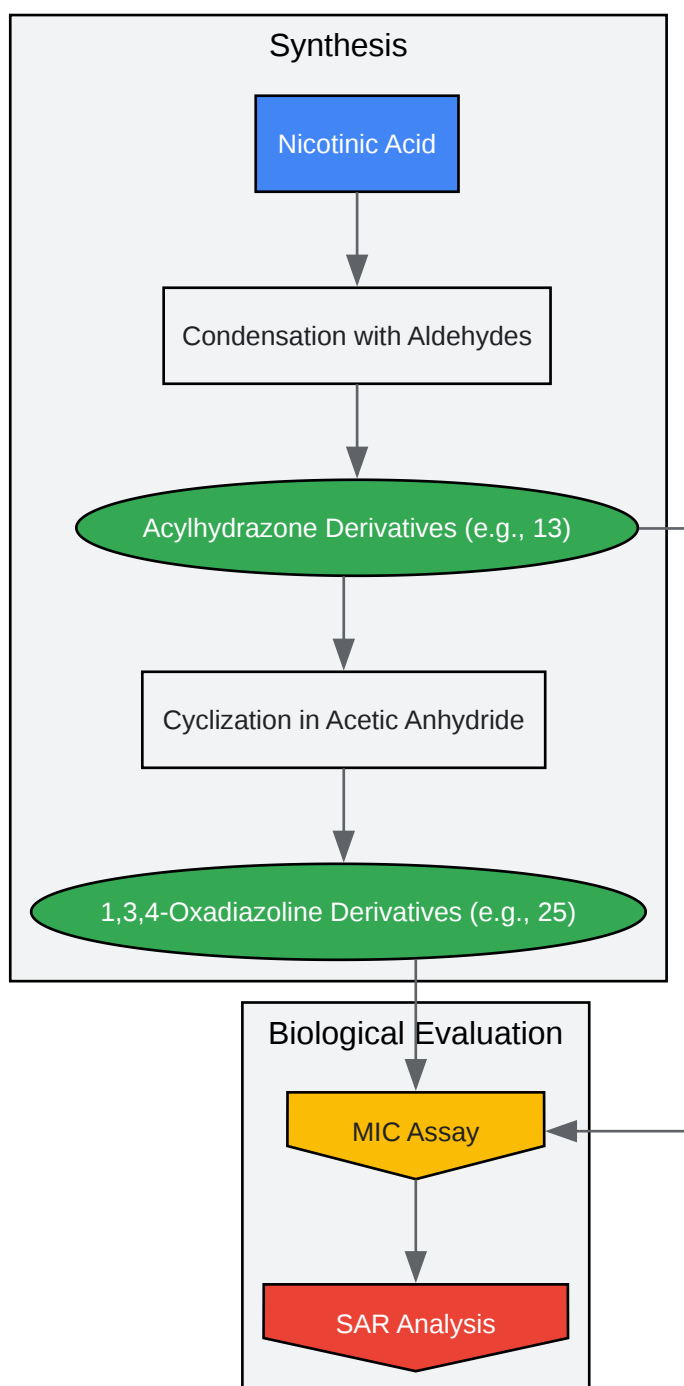 Synthesis
Nicotinic Acid
Condensation with Aldehydes
Acylhydrazone Derivatives (e.g., 13)
Cyclization in Acetic Anhydride
1,3,4-Oxadiazoline Derivatives (e.g., 25)
Biological Evaluation
MIC Assay
SAR Analysis